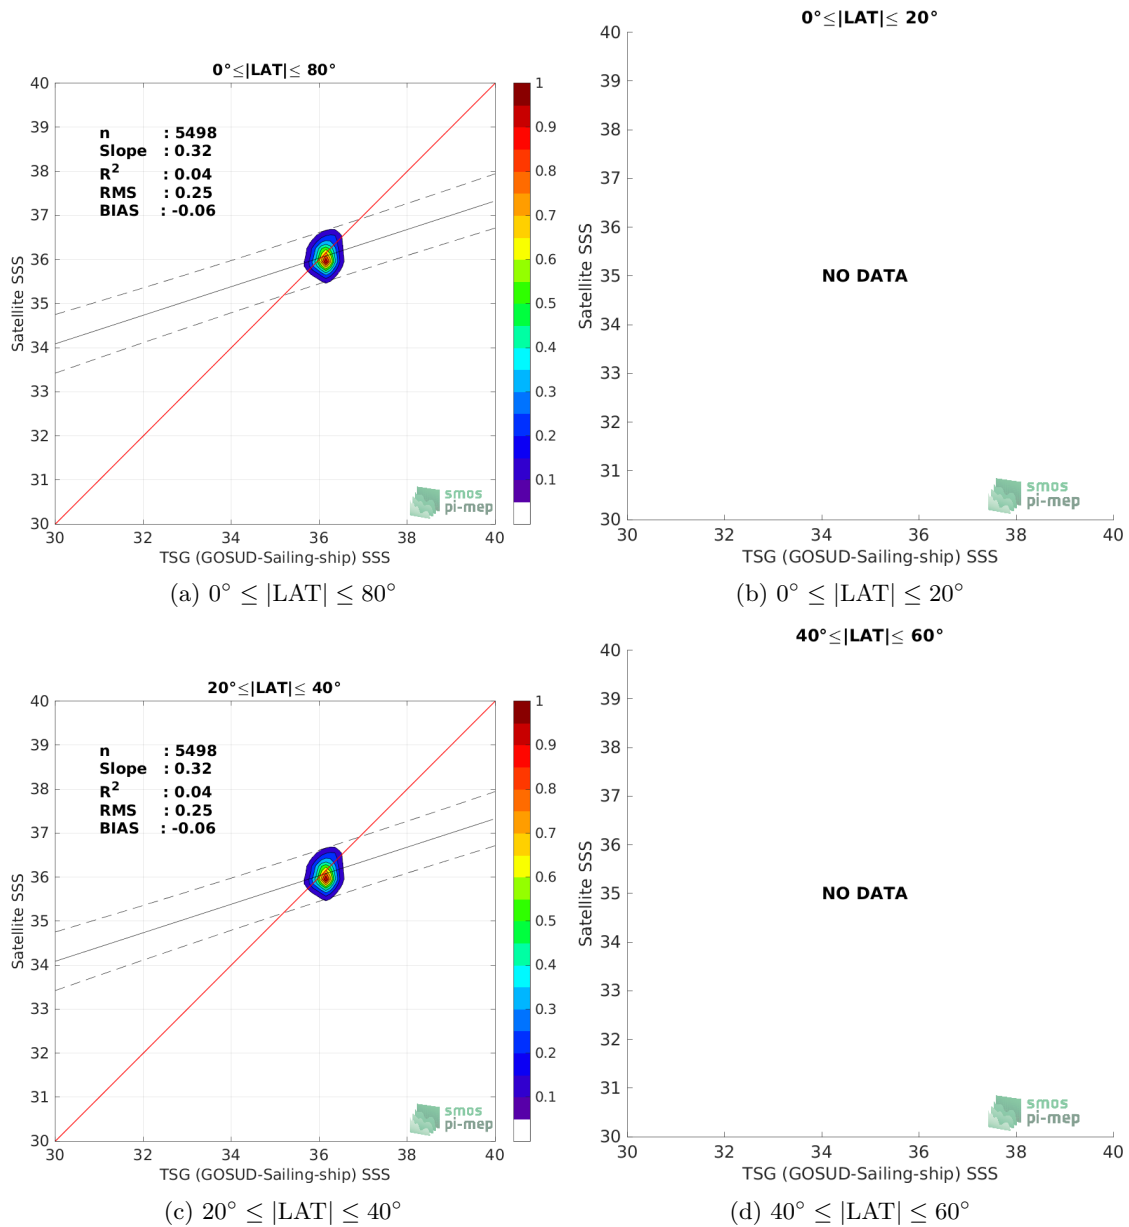 0°≤|LAT|≤ 80°
40
39
38
37
36
35
34
33
32
31
30
Satellite SSS
n : 5498
Slope : 0.32
R² : 0.04
RMS : 0.25
BIAS : -0.06
1
0.9
0.8
0.7
0.6
0.5
0.4
0.3
0.2
0.1
smos
pi-mep
30 32 34 36 38 40
TSG (GOSUD-Sailing-ship) SSS
(a) 0° ≤ |LAT| ≤ 80°
0°≤|LAT|≤ 20°
40
39
38
37
36
35
34
33
32
31
30
Satellite SSS
NO DATA
smos
pi-mep
30 32 34 36 38 40
TSG (GOSUD-Sailing-ship) SSS
(b) 0° ≤ |LAT| ≤ 20°
20°≤|LAT|≤ 40°
40
39
38
37
36
35
34
33
32
31
30
Satellite SSS
n : 5498
Slope : 0.32
R² : 0.04
RMS : 0.25
BIAS : -0.06
1
0.9
0.8
0.7
0.6
0.5
0.4
0.3
0.2
0.1
smos
pi-mep
30 32 34 36 38 40
TSG (GOSUD-Sailing-ship) SSS
(c) 20° ≤ |LAT| ≤ 40°
40°≤|LAT|≤ 60°
40
39
38
37
36
35
34
33
32
31
30
Satellite SSS
NO DATA
smos
pi-mep
30 32 34 36 38 40
TSG (GOSUD-Sailing-ship) SSS
(d) 40° ≤ |LAT| ≤ 60°